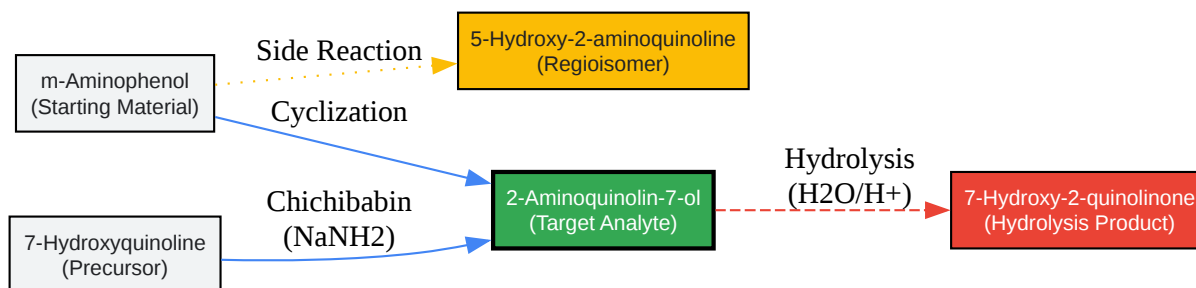 Side Reaction
5-Hydroxy-2-aminoquinoline
(Regioisomer)
m-Aminophenol
(Starting Material)
Cyclization
Hydrolysis
(H2O/H+)
Chichibabin
(NaNH2)
2-Aminoquinolin-7-ol
(Target Analyte)
7-Hydroxy-2-quinolinone
(Hydrolysis Product)
7-Hydroxyquinoline
(Precursor)